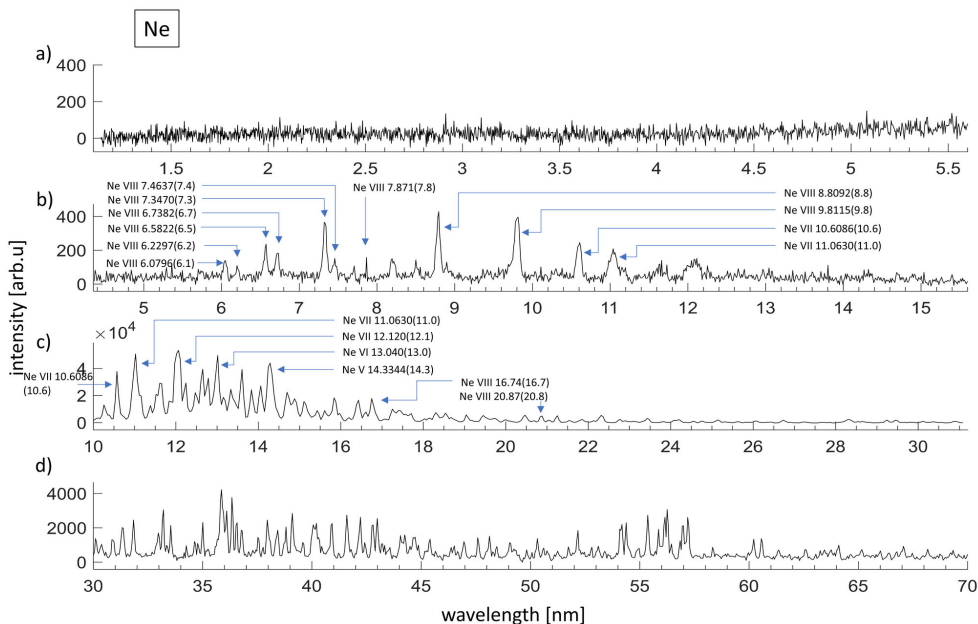 Ne
a)
400
200
0
1.5 2 2.5 3 3.5 4 4.5 5 5.5
Ne VIII 7.4637(7.4)
Ne VIII 7.3470(7.3)
Ne VIII 6.7382(6.7)
Ne VIII 6.5822(6.5)
Ne VIII 6.2297(6.2)
Ne VIII 6.0796(6.1)
Ne VIII 7.871(7.8)
Ne VIII 8.8092(8.8)
Ne VIII 9.8115(9.8)
Ne VII 10.6086(10.6)
Ne VII 11.0630(11.0)
b)
400
200
0
5 6 7 8 9 10 11 12 13 14 15
intensity [arb.u]
c)
×10⁴
4
2
0
Ne VII 10.6086
(10.6)
Ne VII 11.0630(11.0)
Ne VII 12.120(12.1)
Ne VI 13.040(13.0)
Ne V 14.3344(14.3)
Ne VIII 16.74(16.7)
Ne VIII 20.87(20.8)
10 12 14 16 18 20 22 24 26 28 30
d)
4000
2000
0
30 35 40 45 50 55 60 65 70
wavelength [nm]